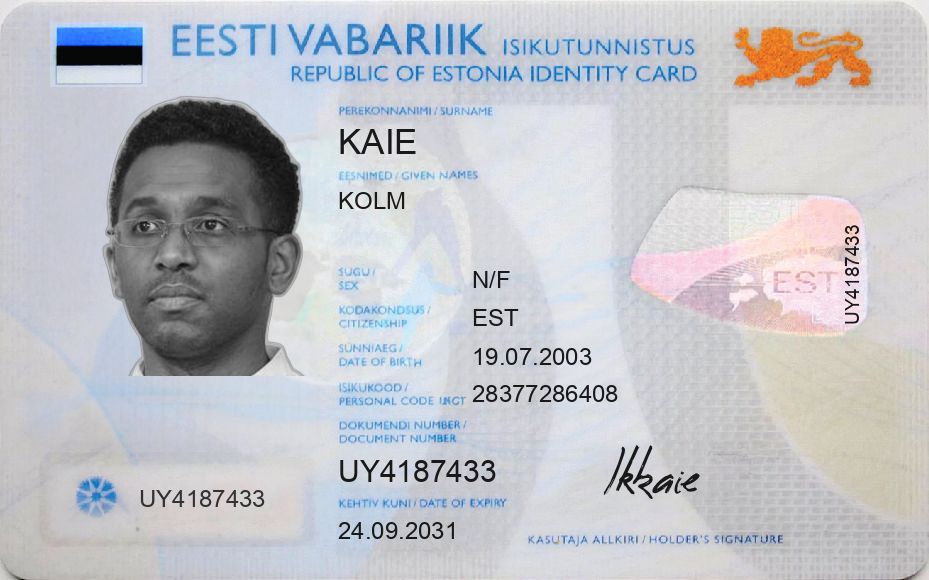 EESTI VABARIIK ISIKUTUNNISTUS
REPUBLIC OF ESTONIA IDENTITY CARD
PEREKONNANIMI / SURNAME
KAIE
EESNIMED / GIVEN NAMES
KOLM
SUGU /
SEX
N/F
KODAKONDSUS /
CITIZENSHIP
EST
SÜNNIAEG /
DATE OF BIRTH
19.07.2003
ISIKUKOOD /
PERSONAL CODE
28377286408
DOKUMENDI NUMBER /
DOCUMENT NUMBER
UY4187433
KEHTIV KUNI / DATE OF EXPIRY
24.09.2031
UY4187433
EST
UY4187433
KASUTAJA ALLKIRI / HOLDER'S SIGNATURE